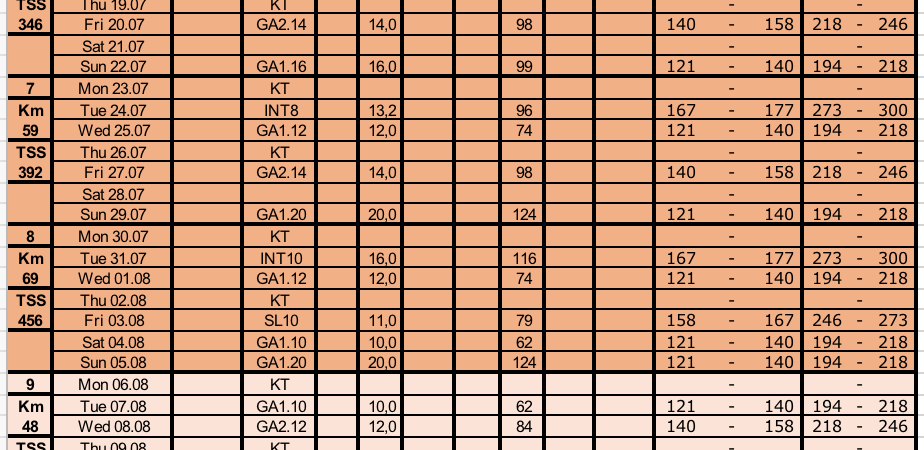 TSS Thu 19.07 KT - -
346 Fri 20.07 GA2.14 14,0 98 140 - 158 218 - 246
Sat 21.07 - -
Sun 22.07 GA1.16 16,0 99 121 - 140 194 - 218
7 Mon 23.07 KT - -
Km Tue 24.07 INT8 13,2 96 167 - 177 273 - 300
59 Wed 25.07 GA1.12 12,0 74 121 - 140 194 - 218
TSS Thu 26.07 KT - -
392 Fri 27.07 GA2.14 14,0 98 140 - 158 218 - 246
Sat 28.07 - -
Sun 29.07 GA1.20 20,0 124 121 - 140 194 - 218
8 Mon 30.07 KT - -
Km Tue 31.07 INT10 16,0 116 167 - 177 273 - 300
69 Wed 01.08 GA1.12 12,0 74 121 - 140 194 - 218
TSS Thu 02.08 KT - -
456 Fri 03.08 SL10 11,0 79 158 - 167 246 - 273
Sat 04.08 GA1.10 10,0 62 121 - 140 194 - 218
Sun 05.08 GA1.20 20,0 124 121 - 140 194 - 218
9 Mon 06.08 KT - -
Km Tue 07.08 GA1.10 10,0 62 121 - 140 194 - 218
48 Wed 08.08 GA2.12 12,0 84 140 - 158 218 - 246
TSS Thu 09.08 KT - -